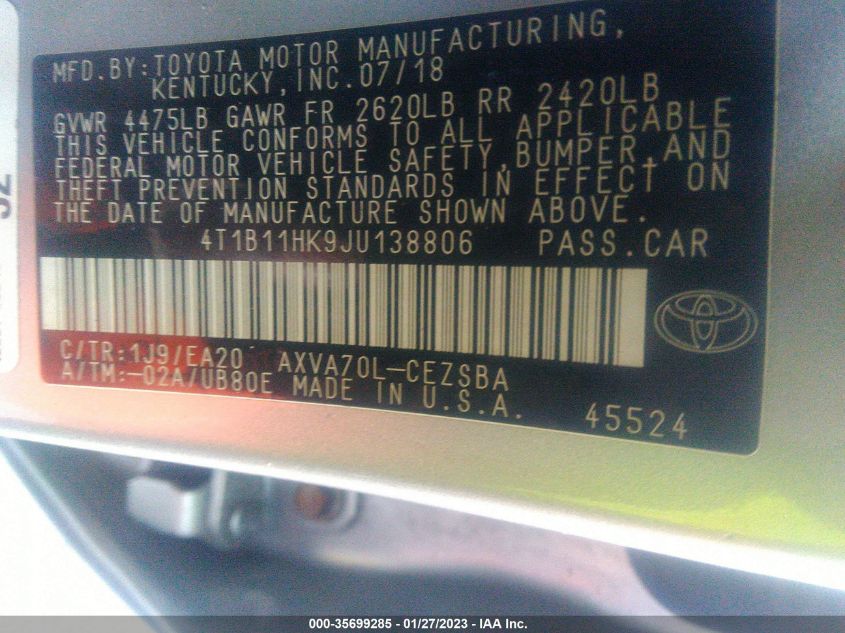 MFD.BY:TOYOTA MOTOR MANUFACTURING,
KENTUCKY,INC.07/18
GVWR 4475LB GAWR FR 2620LB RR 2420LB
THIS VEHICLE CONFORMS TO ALL APPLICABLE
FEDERAL MOTOR VEHICLE SAFETY,BUMPER,AND
THEFT PREVENTION STANDARDS IN EFFECT ON
THE DATE OF MANUFACTURE SHOWN ABOVE.
4T1B11HK9JU138806 PASS.CAR
C/TR:1J9/EA20 AXVA70L-CEZSBA
A/TM:-02A/UB80E MADE IN U.S.A.
45524
000-35699285 - 01/27/2023 - IAA Inc.